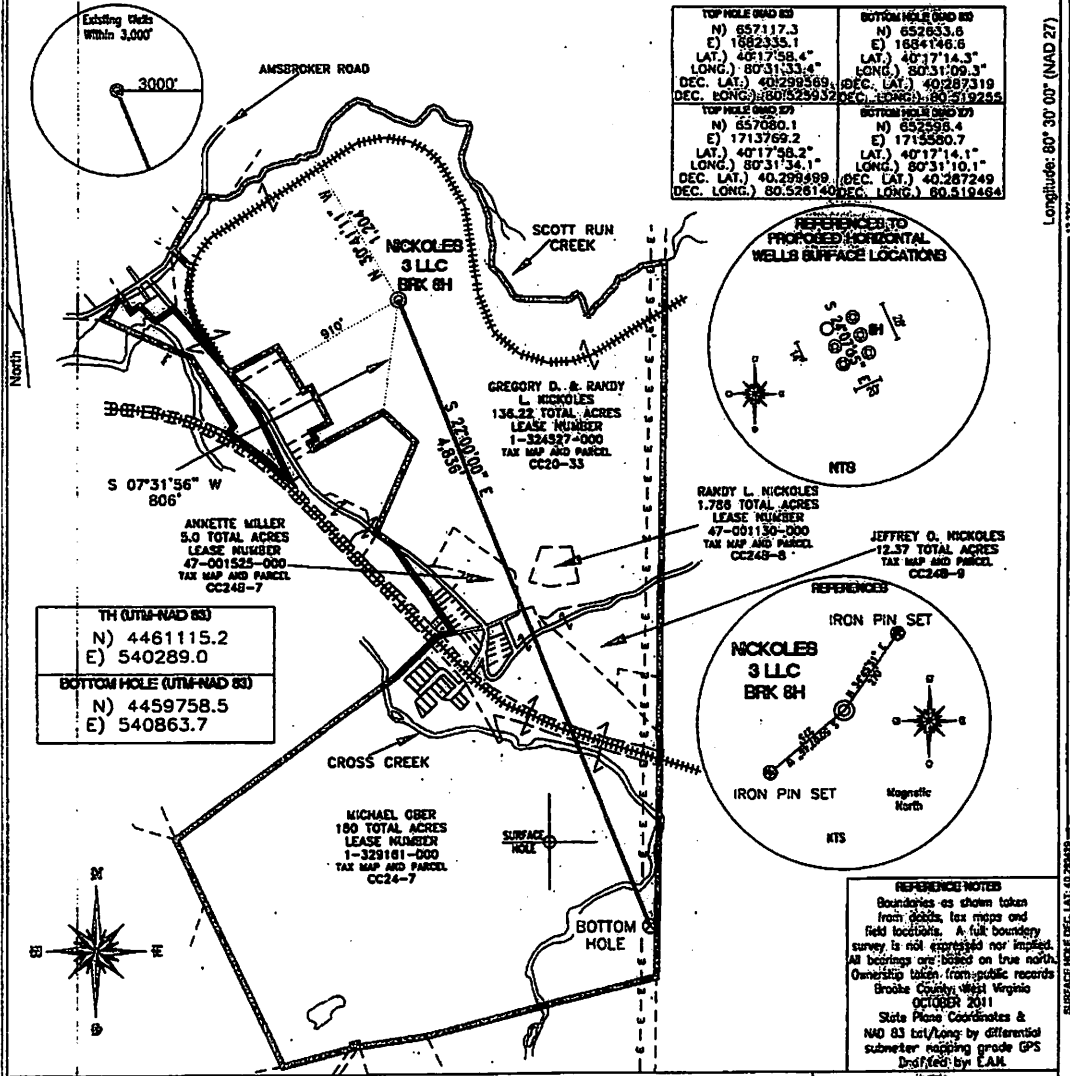 Existing Wells
Within 3,000'
3000'
AMSBROKER ROAD
TOP HOLE (NAD 83)
N) 657117.3
E) 1682335.1
LAT.) 40°17'58.4"
LONG.) 80°31'33.4"
DEC. LAT.) 40.299569
DEC. LONG.) 80.525932
BOTTOM HOLE (NAD 83)
N) 652633.6
E) 1684146.6
LAT.) 40°17'14.3"
LONG.) 80°31'09.3"
DEC. LAT.) 40.287319
DEC. LONG.) 80.519255
TOP HOLE (NAD 27)
N) 657080.1
E) 1713769.2
LAT.) 40°17'58.2"
LONG.) 80°31'34.1"
DEC. LAT.) 40.299499
DEC. LONG.) 80.526140
BOTTOM HOLE (NAD 27)
N) 652596.4
E) 1715580.7
LAT.) 40°17'14.1"
LONG.) 80°31'10.1"
DEC. LAT.) 40.287249
DEC. LONG.) 80.519464
Longitude: 80° 30' 00" (NAD 27)
North
N 30°41'11" W
1,204'
NICKOLES
3 LLC
BRK 8H
SCOTT RUN
CREEK
910'
REFERENCES TO
PROPOSED HORIZONTAL
WELLS SURFACE LOCATIONS
8H
NTS
GREGORY D. & RANDY
L. NICKOLES
136.22 TOTAL ACRES
LEASE NUMBER
1-324527-000
TAX MAP AND PARCEL
CC20-33
S 22°00'00" E
4,836'
S 07°31'56" W
806'
ANNETTE MILLER
5.0 TOTAL ACRES
LEASE NUMBER
47-001525-000
TAX MAP AND PARCEL
CC24B-7
RANDY L. NICKOLES
1.786 TOTAL ACRES
LEASE NUMBER
47-001130-000
TAX MAP AND PARCEL
CC24B-8
JEFFREY O. NICKOLES
12.37 TOTAL ACRES
TAX MAP AND PARCEL
CC24B-9
TH (UTM-NAD 83)
N) 4461115.2
E) 540289.0
BOTTOM HOLE (UTM-NAD 83)
N) 4459758.5
E) 540863.7
REFERENCES
IRON PIN SET
NICKOLES
3 LLC
BRK 8H
IRON PIN SET
Magnetic
North
NTS
CROSS CREEK
MICHAEL OBER
180 TOTAL ACRES
LEASE NUMBER
1-329161-000
TAX MAP AND PARCEL
CC24-7
SURFACE
HOLE
BOTTOM
HOLE
REFERENCE NOTES
Boundaries as shown taken
from deeds, tax maps and
field locations. A full boundary
survey is not expressed nor implied.
All bearings are based on true north.
Ownership taken from public records
Brooke County, West Virginia
OCTOBER 2011
State Plane Coordinates &
NAD 83 Lat/Long by differential
submeter mapping grade GPS
Drafted by: E.A.M.